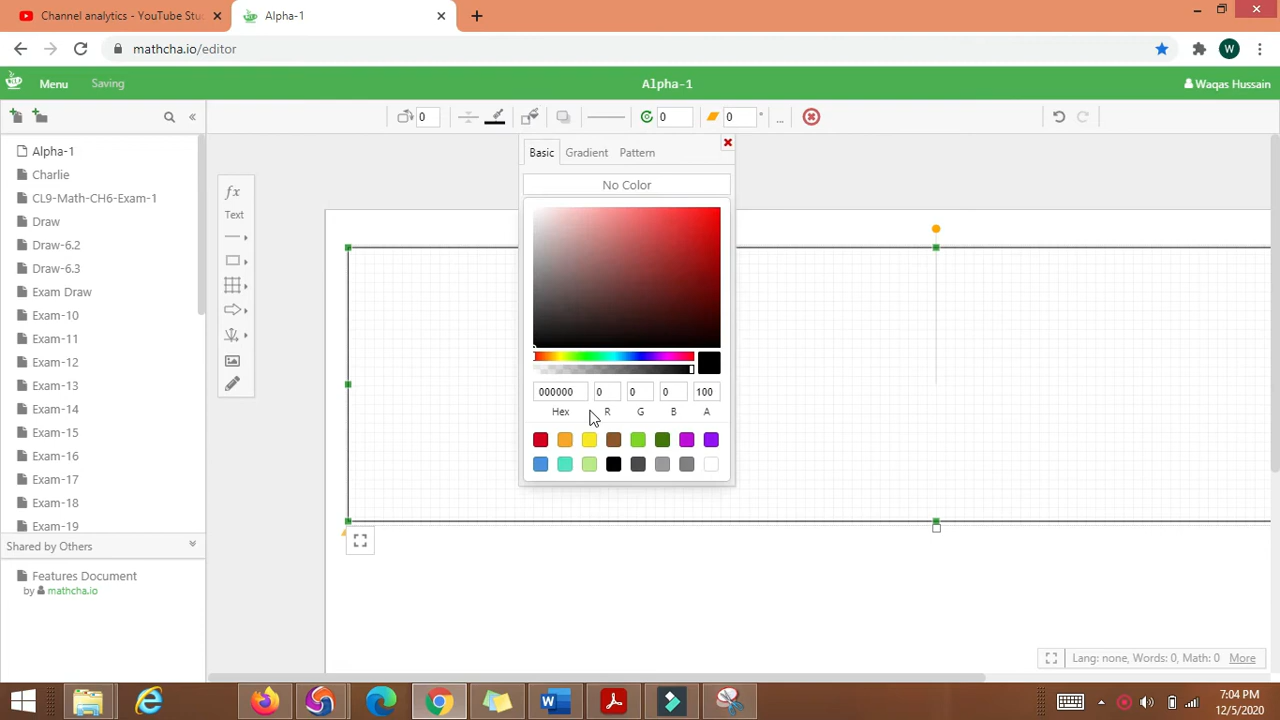 Channel analytics - YouTube Stu
Alpha-1
mathcha.io/editor
W
Menu
Saving
Alpha-1
Waqas Hussain
0
0
0
°
...
Alpha-1
Charlie
CL9-Math-CH6-Exam-1
Draw
Draw-6.2
Draw-6.3
Exam Draw
Exam-10
Exam-11
Exam-12
Exam-13
Exam-14
Exam-15
Exam-16
Exam-17
Exam-18
Exam-19
Shared by Others
Features Document
by mathcha.io
fx
Text
Basic
Gradient
Pattern
No Color
000000
0
0
0
100
Hex
R
G
B
A
Lang: none, Words: 0, Math: 0
More
7:04 PM
12/5/2020